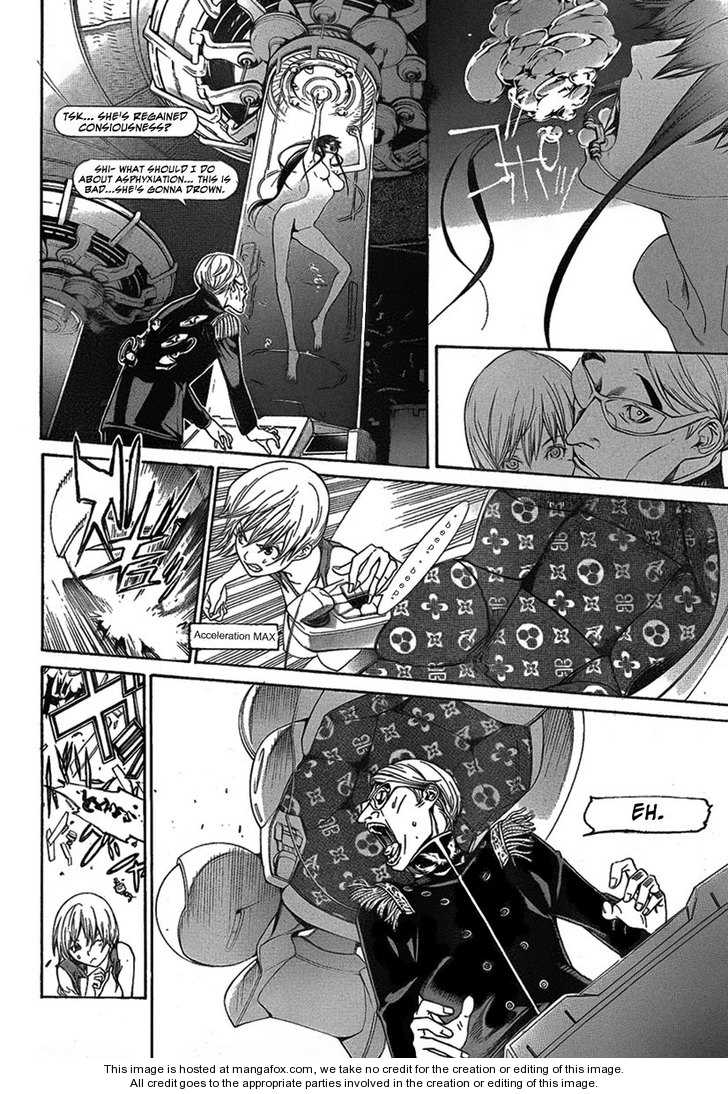 TSK... SHE'S REGAINED
CONSIOUSNESS?
SHI- WHAT SHOULD I DO
ABOUT ASPHYXIATION... THIS IS
BAD...SHE'S GONNA DROWN.
beep. beep.
Acceleration MAX
EH.
This image is hosted at mangafox.com, we take no credit for the creation or editing of this image.
All credit goes to the appropriate parties involved in the creation or editing of this image.